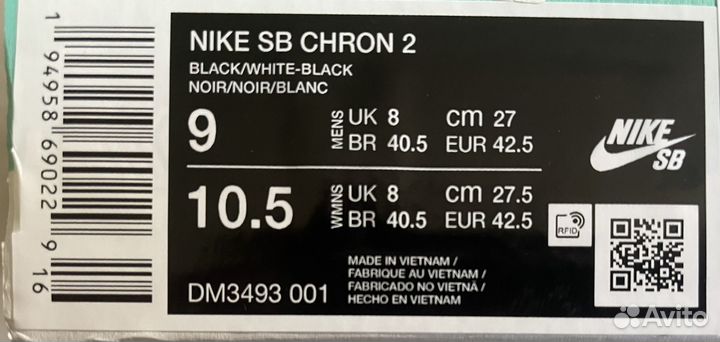 1 94958 69022 9 16
NIKE SB CHRON 2
BLACK/WHITE-BLACK
NOIR/NOIR/BLANC
9 MENS UK 8 cm 27
BR 40.5 EUR 42.5
10.5 WMNS UK 8 cm 27.5
BR 40.5 EUR 42.5
NIKE
SB
RFID
MADE IN VIETNAM /
FABRIQUE AU VIETNAM /
FABRICADO NO VIETNÃ /
HECHO EN VIETNAM
DM3493 001
Avito